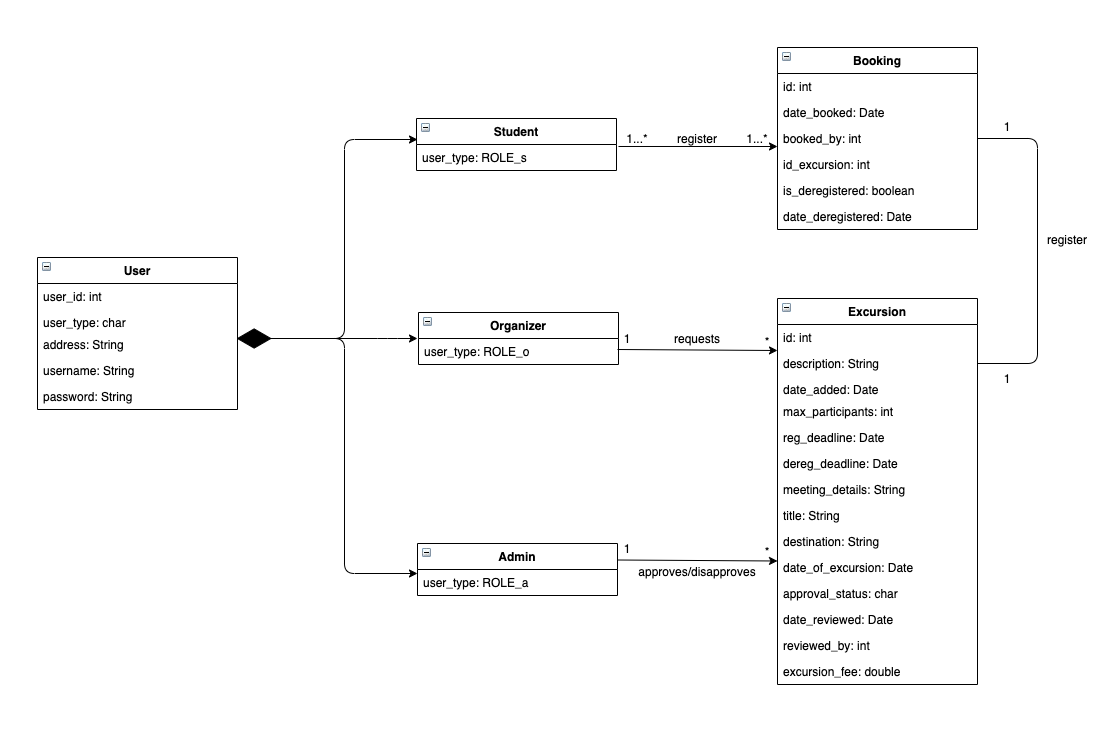 User
user_id: int
user_type: char
address: String
username: String
password: String
Student
user_type: ROLE_s
1...*
register
1...*
Booking
id: int
date_booked: Date
booked_by: int
id_excursion: int
is_deregistered: boolean
date_deregistered: Date
1
register
1
Organizer
user_type: ROLE_o
1
requests
*
Excursion
id: int
description: String
date_added: Date
max_participants: int
reg_deadline: Date
dereg_deadline: Date
meeting_details: String
title: String
destination: String
date_of_excursion: Date
approval_status: char
date_reviewed: Date
reviewed_by: int
excursion_fee: double
Admin
user_type: ROLE_a
1
approves/disapproves
*